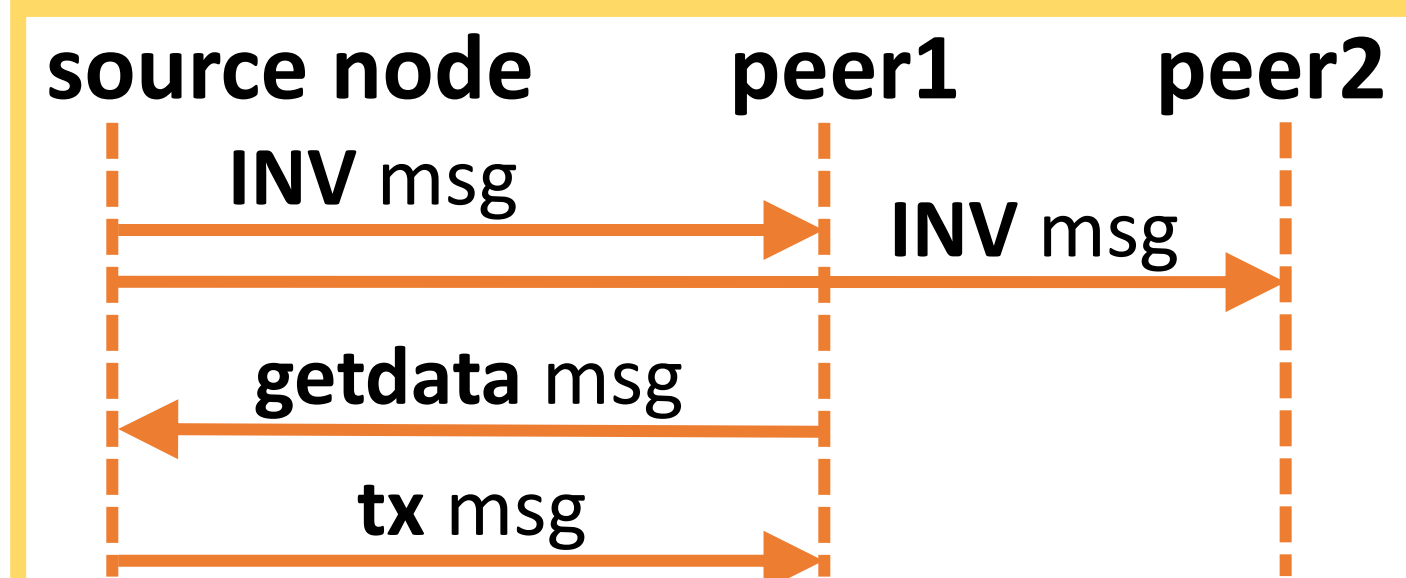 source node peer1 peer2
INV msg
INV msg
getdata msg
tx msg